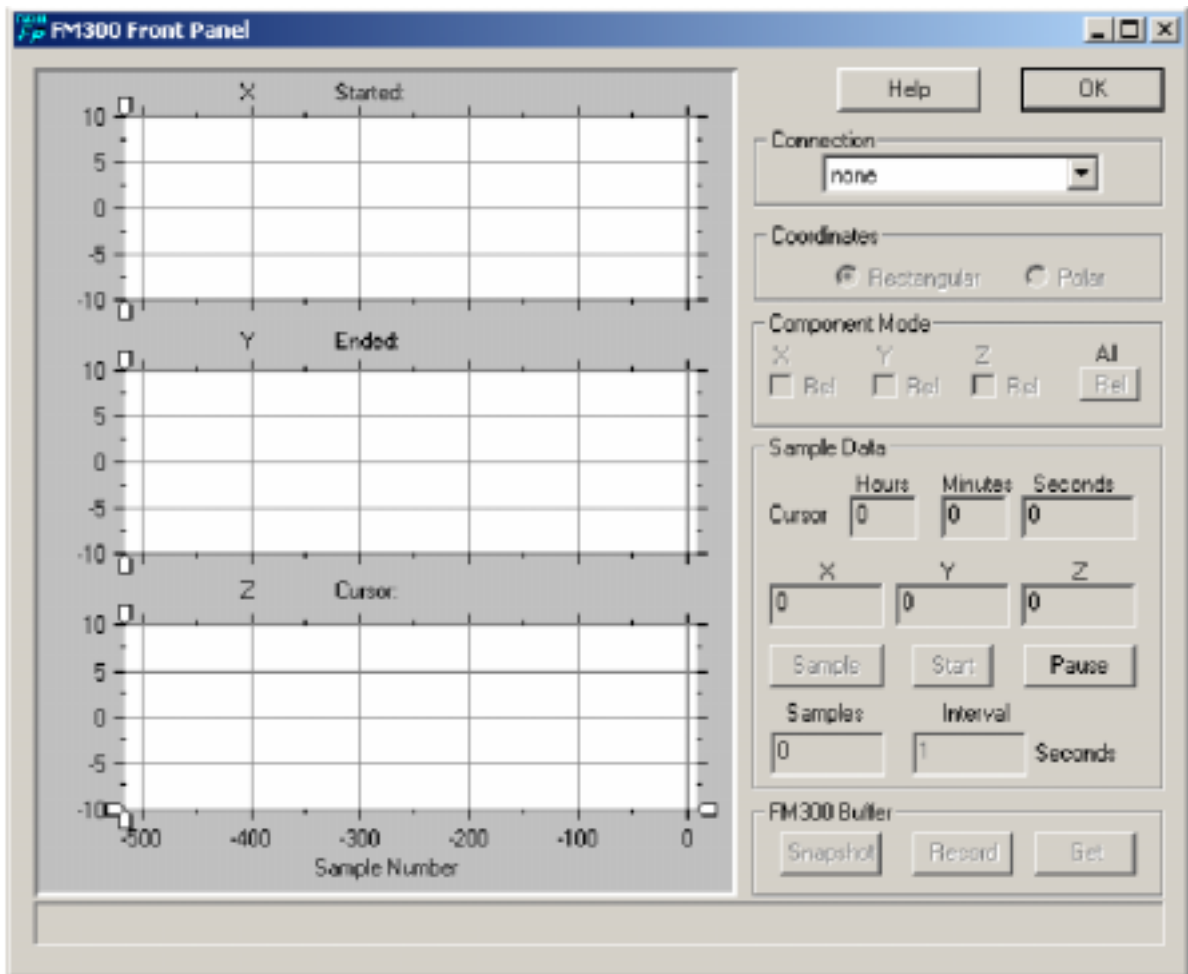 FM300 Front Panel
X Started:
10
5
0
-5
-10
Y Ended:
10
5
0
-5
-10
Z Cursor:
10
5
0
-5
-10
-500 -400 -300 -200 -100 0
Sample Number
Help OK
Connection
none
Coordinates
Rectangular Polar
Component Mode
X Y Z All
Rel Rel Rel Rel
Sample Data
Hours Minutes Seconds
Cursor 0 0 0
X Y Z
0 0 0
Sample Start Pause
Samples Interval
0 1 Seconds
FM300 Buffer
Snapshot Record Get